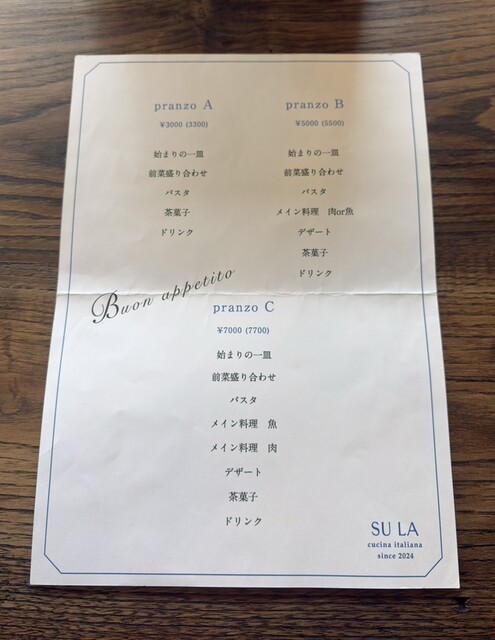 pranzo A
¥3000 (3300)
始まりの一皿
前菜盛り合わせ
パスタ
茶菓子
ドリンク
pranzo B
¥5000 (5500)
始まりの一皿
前菜盛り合わせ
パスタ
メイン料理　肉or魚
デザート
茶菓子
ドリンク
Buon appetito
pranzo C
¥7000 (7700)
始まりの一皿
前菜盛り合わせ
パスタ
メイン料理　魚
メイン料理　肉
デザート
茶菓子
ドリンク
SU LA
cucina italiana
since 2024